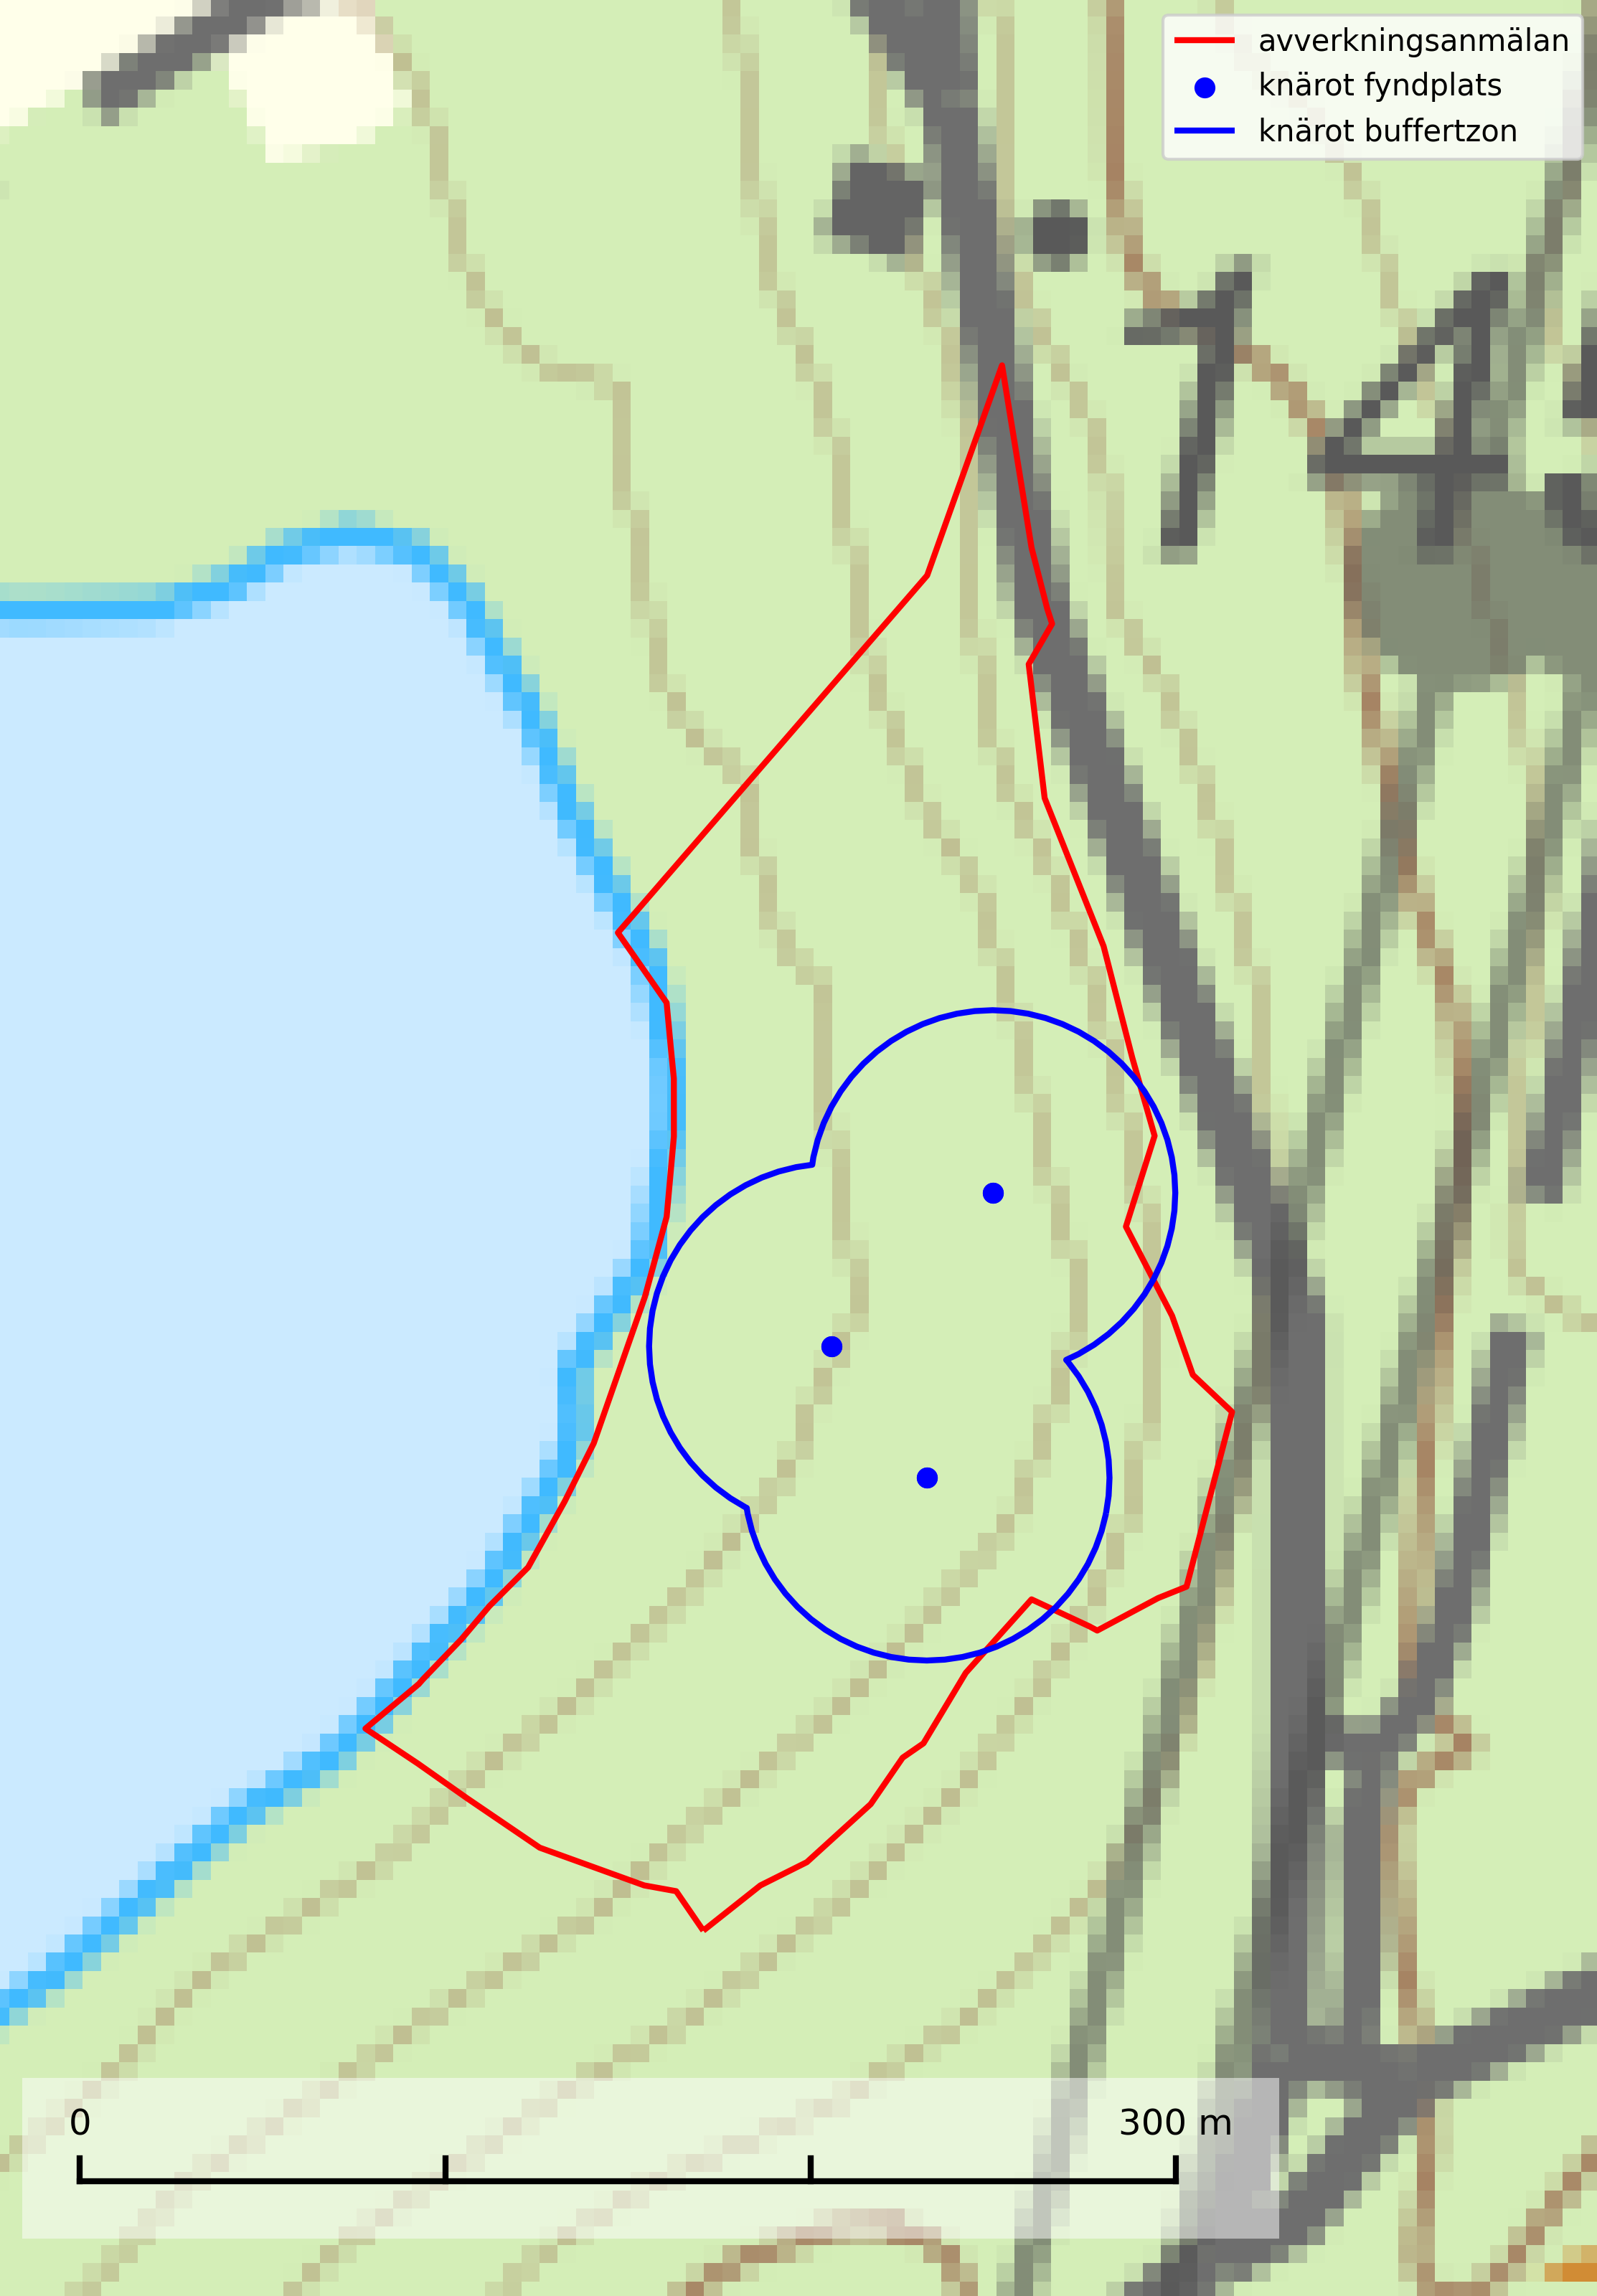 avverkningsanmälan
knärot fyndplats
knärot buffertzon
0
300 m